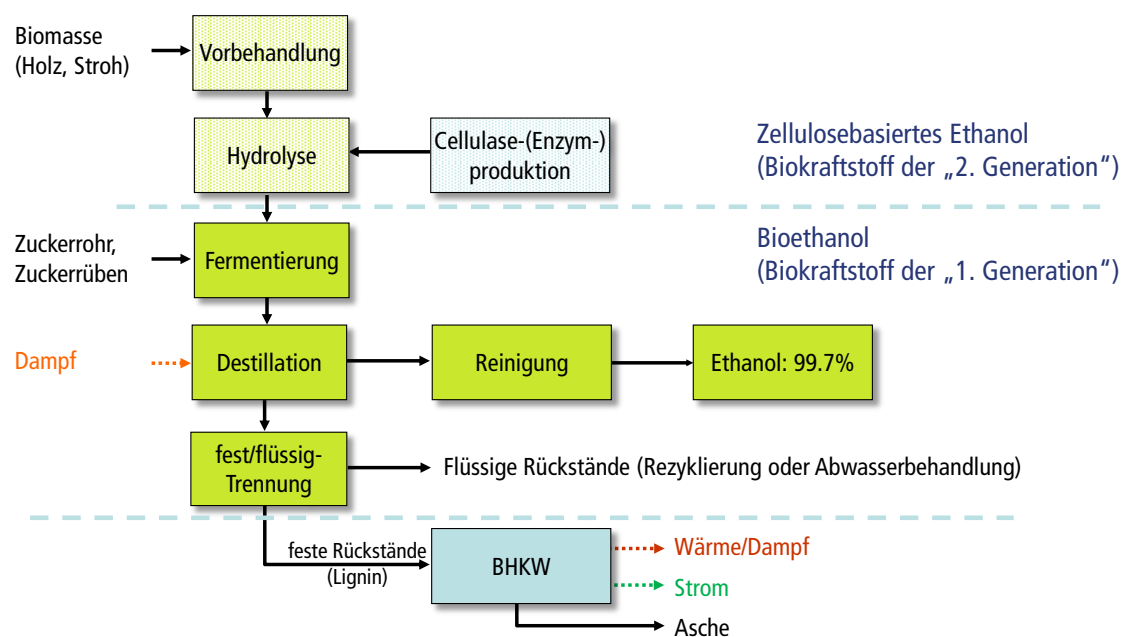 Biomasse
(Holz, Stroh)
Vorbehandlung
Hydrolyse
Cellulase-(Enzym-)
produktion
Zellulosebasiertes Ethanol
(Biokraftstoff der „2. Generation“)
Zuckerrohr,
Zuckerrüben
Fermentierung
Bioethanol
(Biokraftstoff der „1. Generation“)
Dampf
Destillation
Reinigung
Ethanol: 99.7%
fest/flüssig-
Trennung
Flüssige Rückstände (Rezyklierung oder Abwasserbehandlung)
feste Rückstände
(Lignin)
BHKW
Wärme/Dampf
Strom
Asche